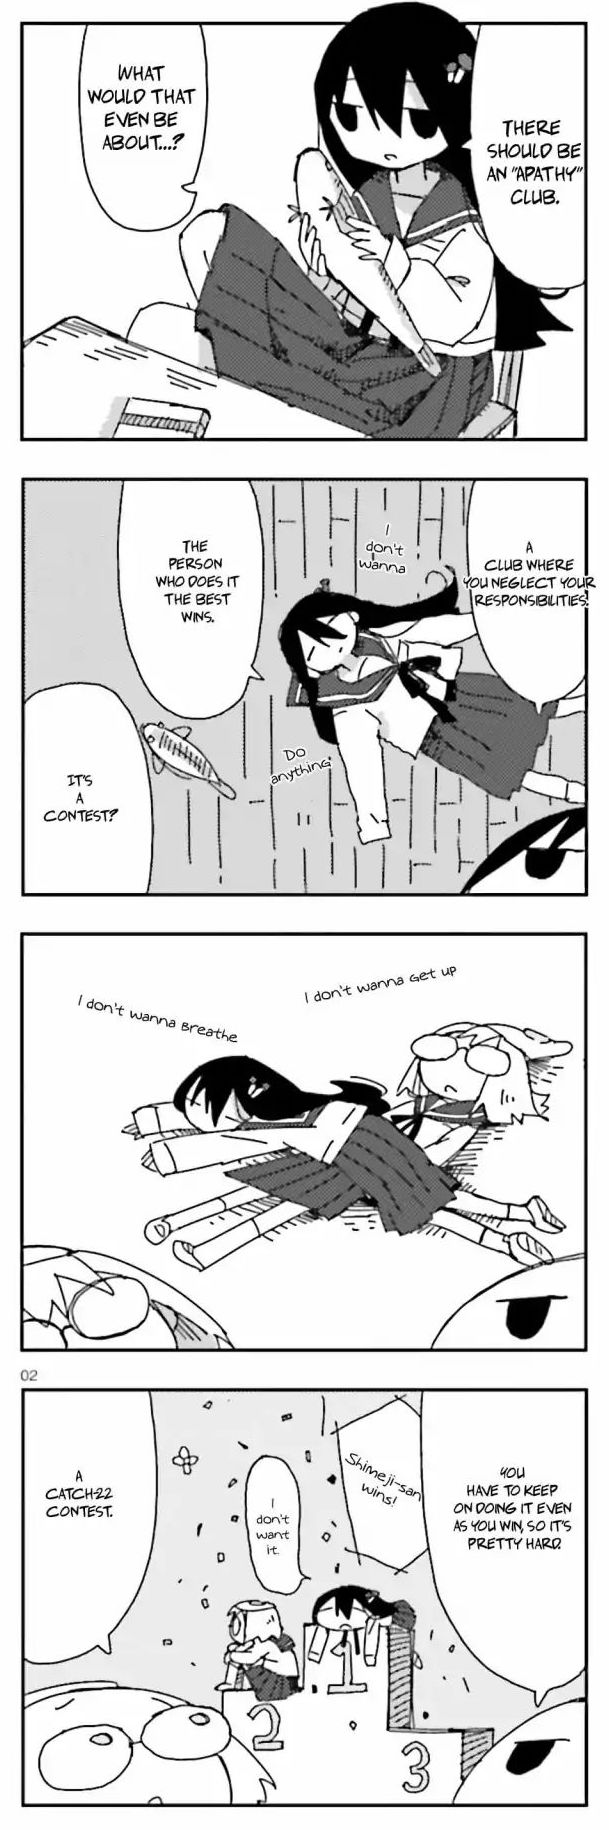 THERE
SHOULD BE
AN "APATHY"
CLUB.
WHAT
WOULD THAT
EVEN BE
ABOUT...?
A
CLUB WHERE
YOU NEGLECT YOUR
RESPONSIBILITIES.
I
don't
wanna
Do
anything
THE
PERSON
WHO DOES IT
THE BEST
WINS.
IT'S
A
CONTEST?
I don't wanna Get up
I don't wanna Breathe
02
YOU
HAVE TO KEEP
ON DOING IT EVEN
AS YOU WIN, SO IT'S
PRETTY HARD.
Shimeji-san
wins!
I
don't
want
it.
A
CATCH-22
CONTEST.
1
2
3